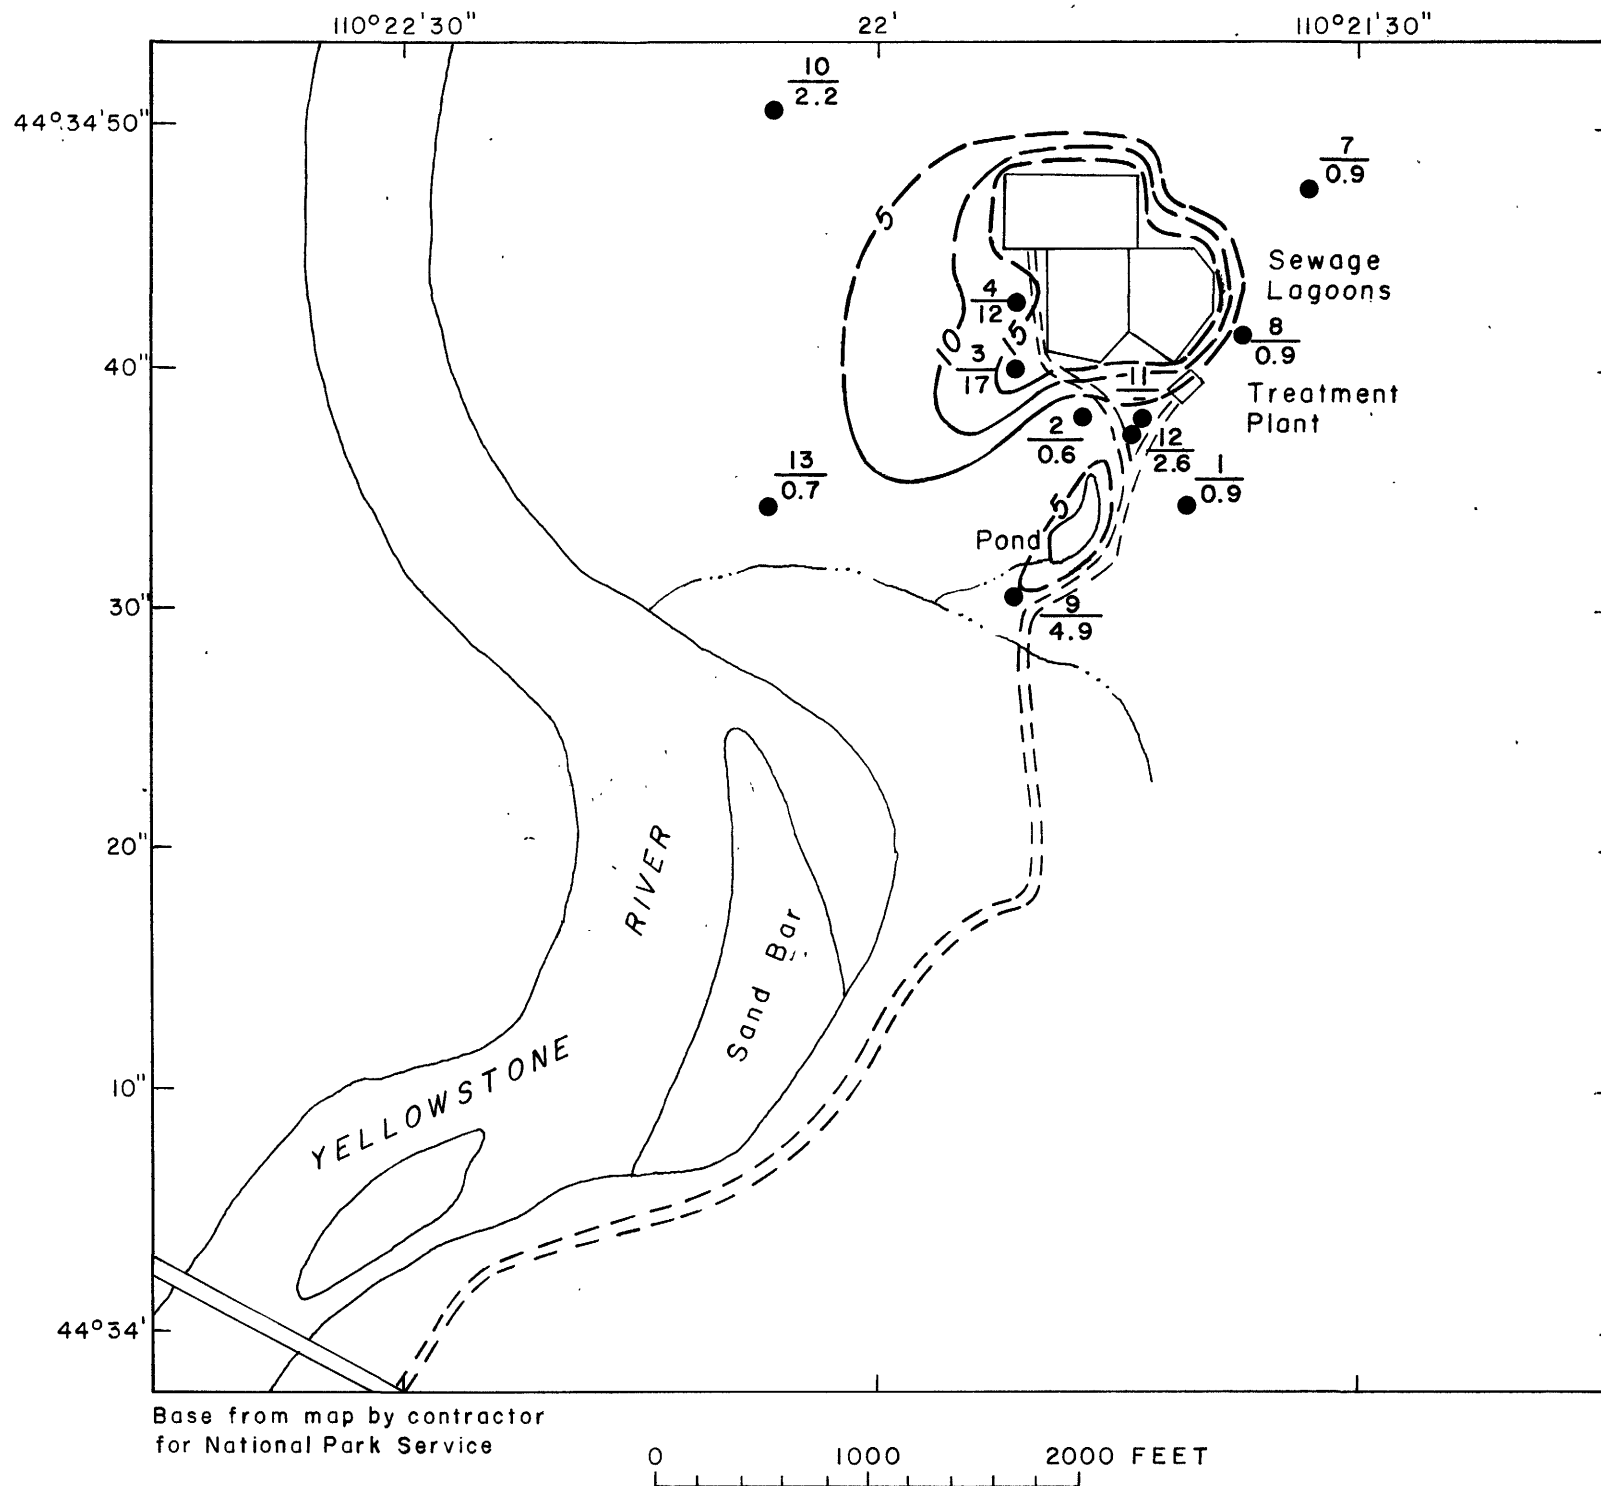 110°22'30" 22' 110°21'30"
10
2.2
44°34'50"
7
0.9
5
Sewage
Lagoons
4
12
8
0.9
10
15
40"
3
17
11
--
Treatment
Plant
2
0.6
12
2.6
13
0.7
1
0.9
5
Pond
30"
9
4.9
20"
RIVER
Sand Bar
10"
YELLOWSTONE
44°34'
Base from map by contractor
for National Park Service
0 1000 2000 FEET